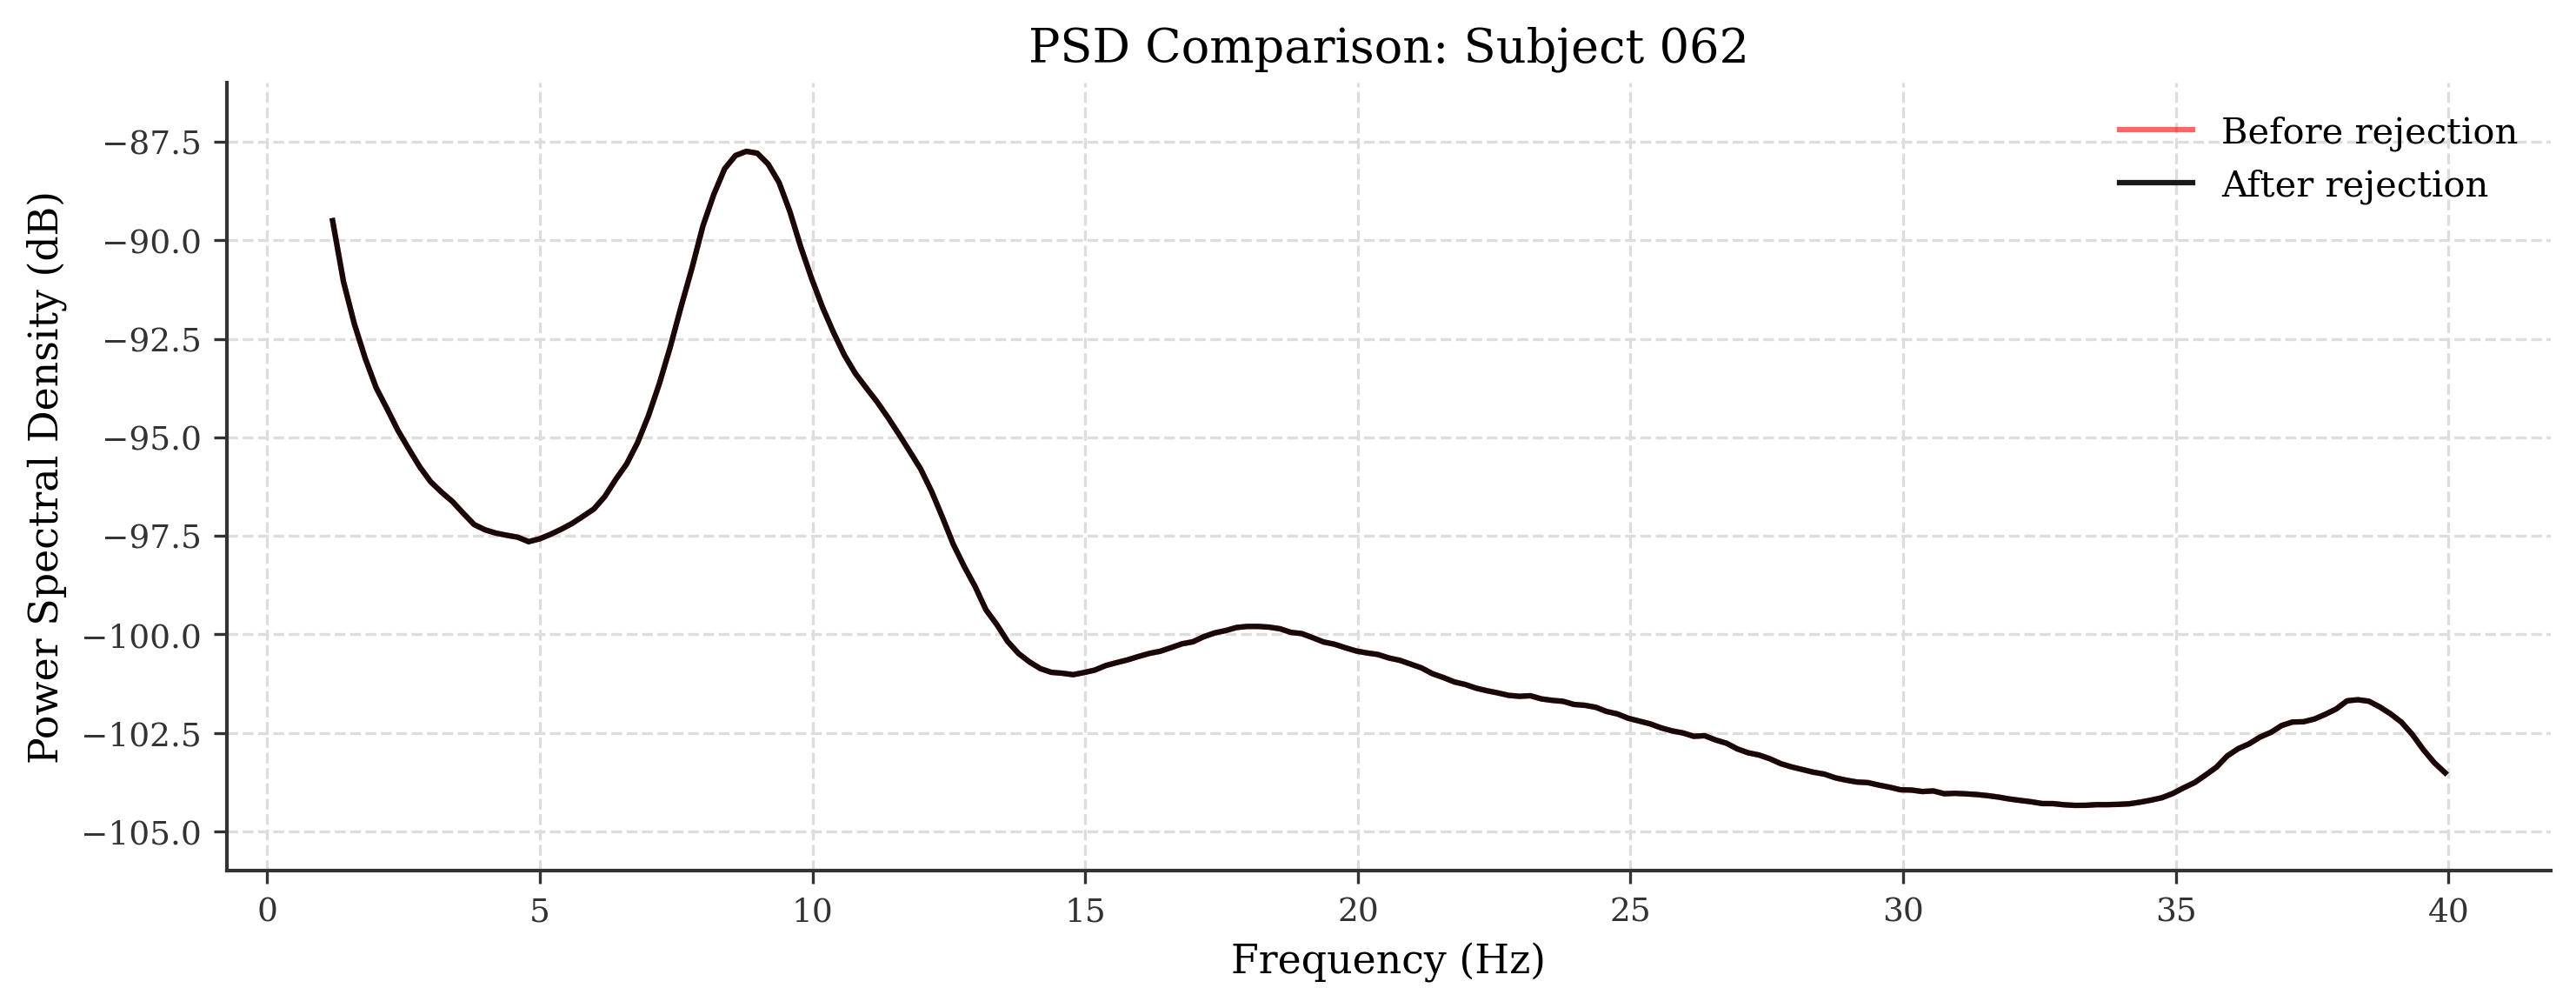 PSD Comparison: Subject 062
Before rejection
After rejection
Power Spectral Density (dB)
−87.5
−90.0
−92.5
−95.0
−97.5
−100.0
−102.5
−105.0
0 5 10 15 20 25 30 35 40
Frequency (Hz)